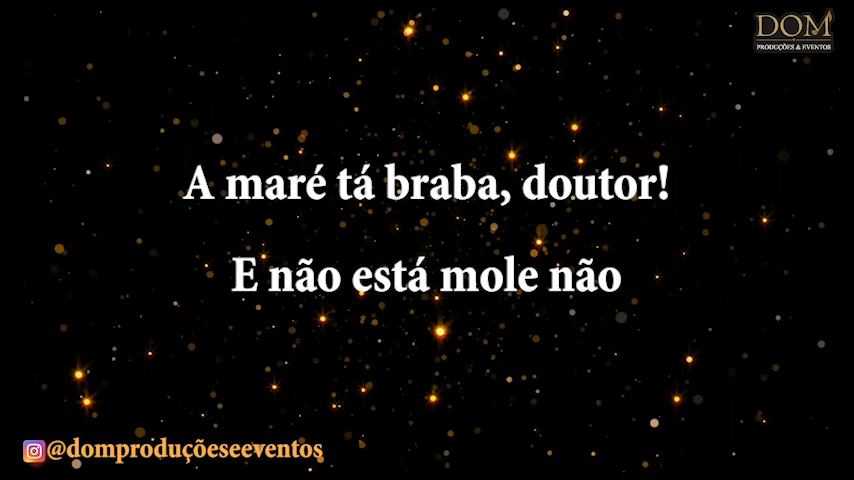 DOM
PRODUÇÕES & EVENTOS
A maré tá braba, doutor!
E não está mole não
@domproduçõeseeventos